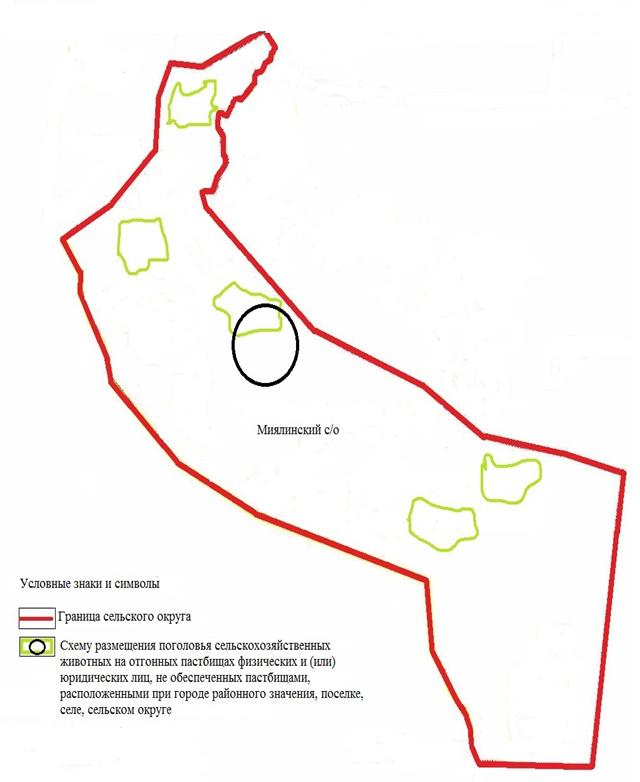 Миялинский с/о
Условные знаки и символы
Граница сельского округа
Схему размещения поголовья сельскохозяйственных
животных на отгонных пастбищах физических и (или)
юридических лиц, не обеспеченных пастбищами,
расположенными при городе районного значения, поселке,
селе, сельском округе